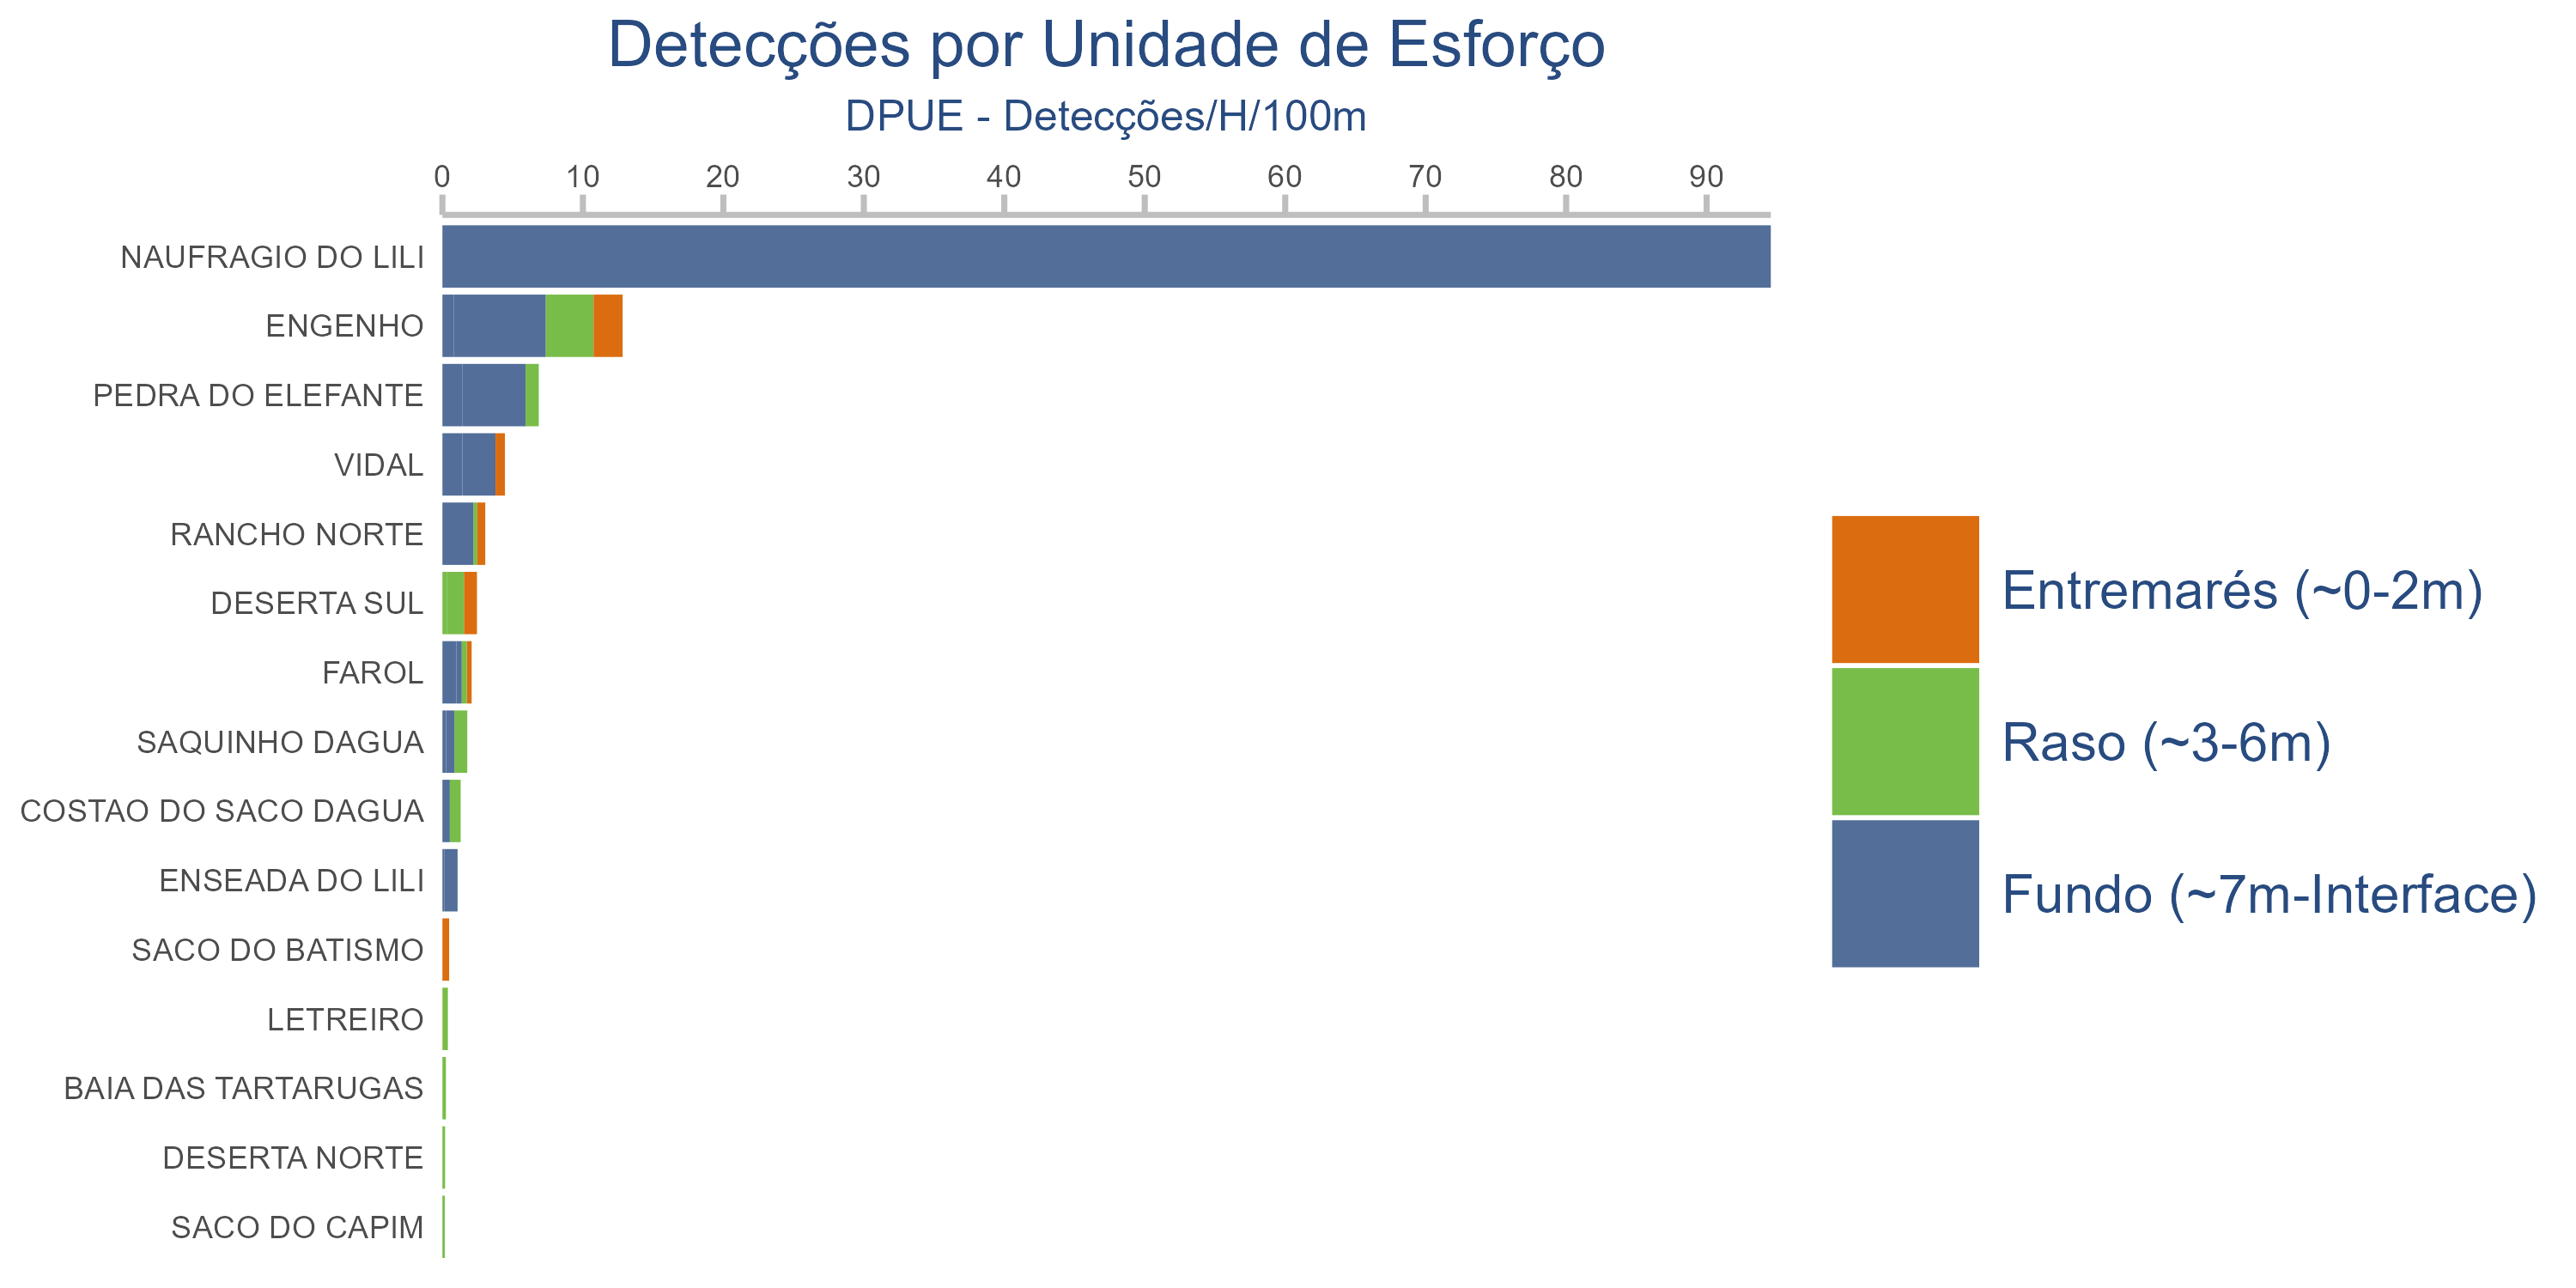 Detecções por Unidade de Esforço
DPUE - Detecções/H/100m
0 10 20 30 40 50 60 70 80 90
NAUFRAGIO DO LILI
ENGENHO
PEDRA DO ELEFANTE
VIDAL
RANCHO NORTE
DESERTA SUL
FAROL
SAQUINHO DAGUA
COSTAO DO SACO DAGUA
ENSEADA DO LILI
SACO DO BATISMO
LETREIRO
BAIA DAS TARTARUGAS
DESERTA NORTE
SACO DO CAPIM
Entremarés (~0-2m)
Raso (~3-6m)
Fundo (~7m-Interface)